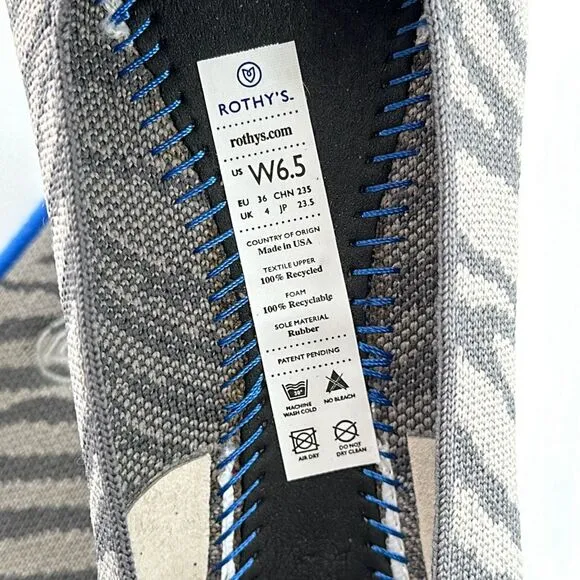 ROTHY'S™
rothys.com
US W6.5
EU 36 CHN 235
UK 4 JP 23.5
COUNTRY OF ORIGN
Made in USA
TEXTILE UPPER
100% Recycled
FOAM
100% Recyclable
SOLE MATERIAL
Rubber
PATENT PENDING
MACHINE WASH COLD
NO BLEACH
AIR DRY
DO NOT DRY CLEAN